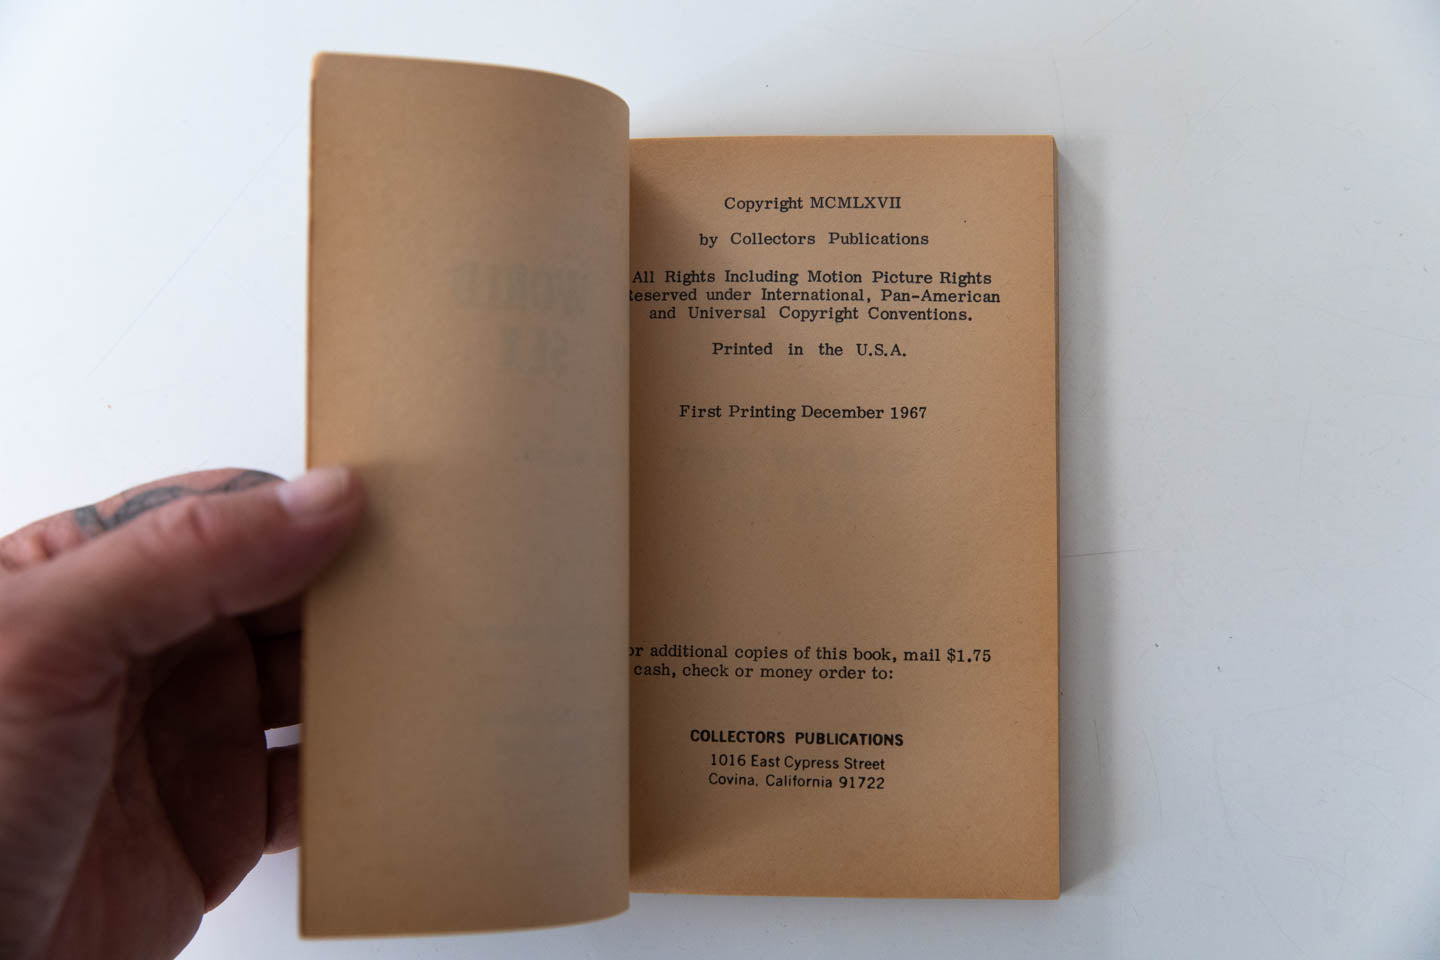 Copyright MCMLXVII
by Collectors Publications
All Rights Including Motion Picture Rights
Reserved under International, Pan-American
and Universal Copyright Conventions.
Printed in the U.S.A.
First Printing December 1967
or additional copies of this book, mail $1.75
cash, check or money order to:
COLLECTORS PUBLICATIONS
1016 East Cypress Street
Covina, California 91722